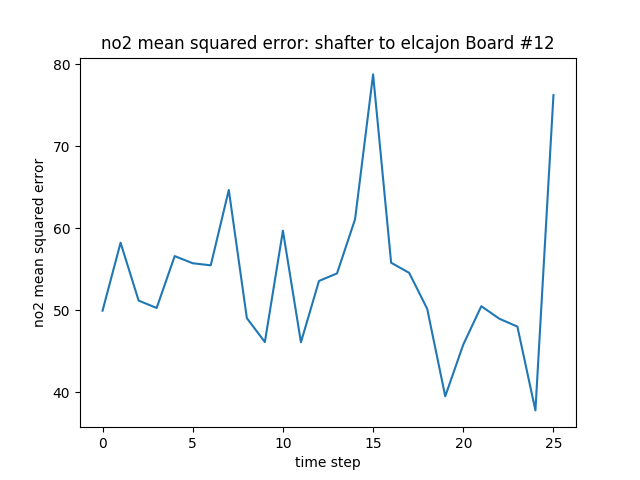 no2 mean squared error: shafter to elcajon Board #12
no2 mean squared error
80
70
60
50
40
0 5 10 15 20 25
time step